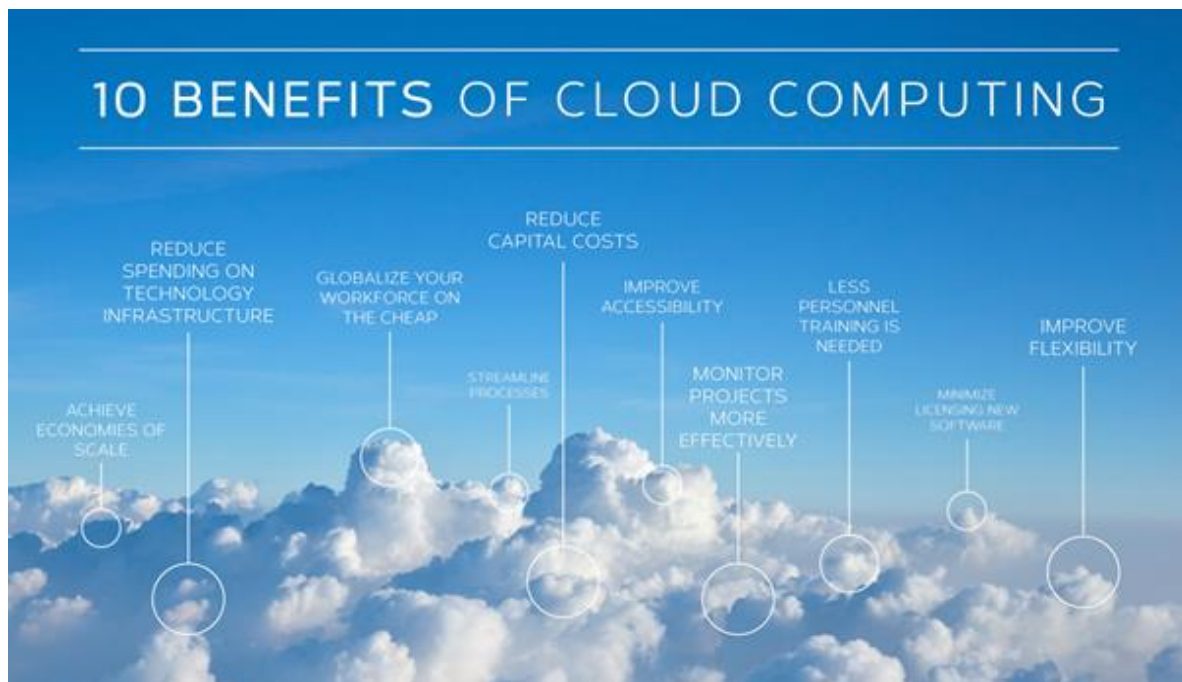 10 BENEFITS OF CLOUD COMPUTING
ACHIEVE
ECONOMIES OF
SCALE
REDUCE
SPENDING ON
TECHNOLOGY
INFRASTRUCTURE
GLOBALIZE YOUR
WORKFORCE ON
THE CHEAP
STREAMLINE
PROCESSES
REDUCE
CAPITAL COSTS
IMPROVE
ACCESSIBILITY
MONITOR
PROJECTS
MORE
EFFECTIVELY
LESS
PERSONNEL
TRAINING IS
NEEDED
MINIMIZE
LICENSING NEW
SOFTWARE
IMPROVE
FLEXIBILITY